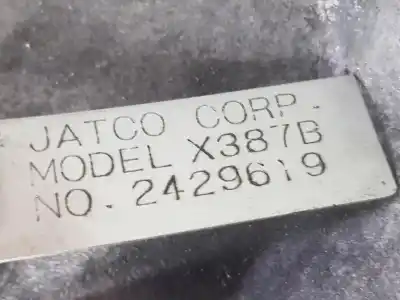 JATCO CORP.
MODEL X387B
NO. 2429619